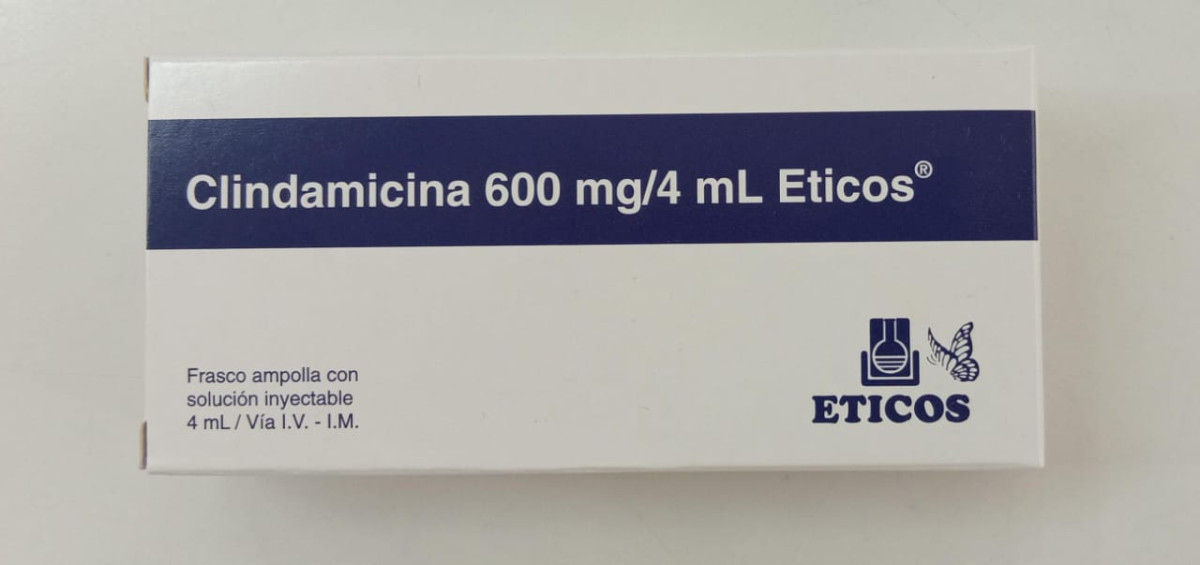 Clindamicina 600 mg/4 mL Eticos®
Frasco ampolla con
solución inyectable
4 mL / Vía I.V. - I.M.
ETICOS